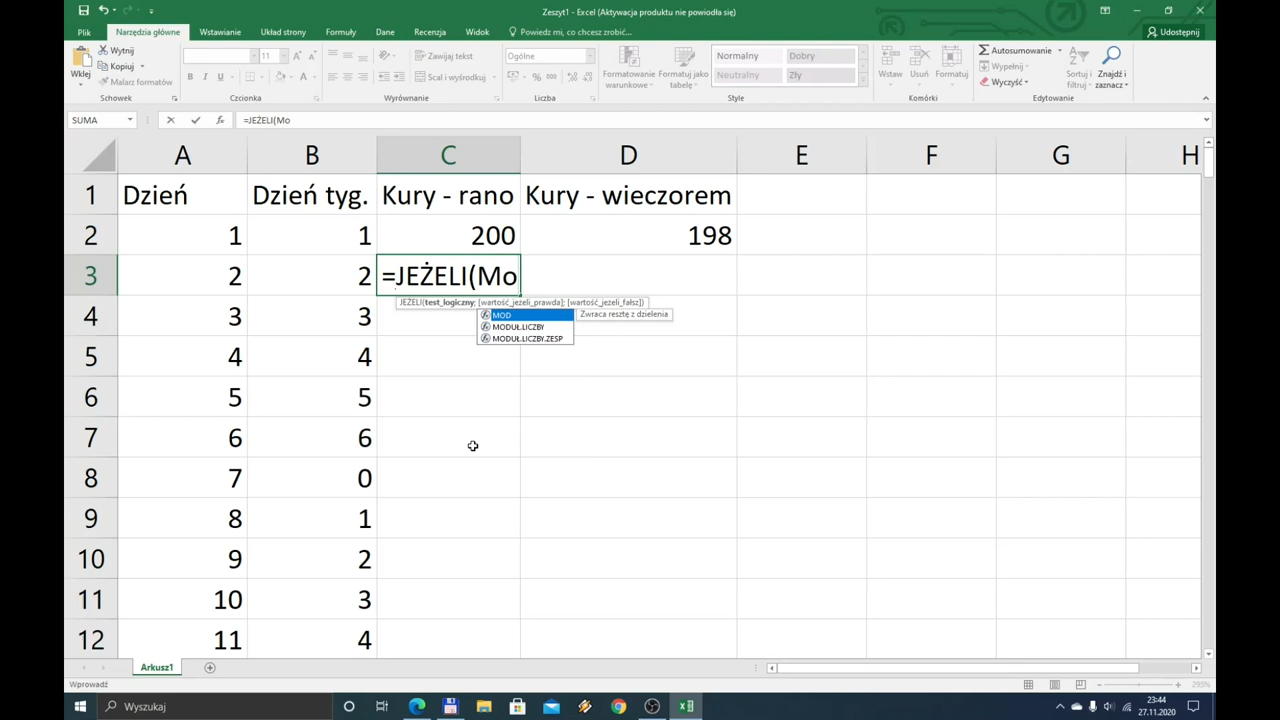 Zeszyt1 - Excel (Aktywacja produktu nie powiodła się)
Plik Narzędzia główne Wstawianie Układ strony Formuły Dane Recenzja Widok Powiedz mi, co chcesz zrobić... Udostępnij
Wklej
Wytnij
Kopiuj
Malarz formatów
Schowek
11
B I U
Czcionka
Zawijaj tekst
Scal i wyśrodkuj
Wyrównanie
Ogólne
Liczba
Formatowanie warunkowe
Formatuj jako tabelę
Normalny Dobry
Neutralny Zły
Style
Wstaw Usuń Formatuj
Komórki
Autosumowanie
Wypełnij
Wyczyść
Sortuj i filtruj
Znajdź i zaznacz
Edytowanie
SUMA fx =JEŻELI(Mo
A B C D E F G H
1 Dzień Dzień tyg. Kury - rano Kury - wieczorem
2 1 1 200 198
3 2 2 =JEŻELI(Mo
JEŻELI(test_logiczny; [wartość_jeżeli_prawda]; [wartość_jeżeli_fałsz])
MOD Zwraca resztę z dzielenia
MODUŁ.LICZBY
MODUŁ.LICZBY.ZESP
4 3 3
5 4 4
6 5 5
7 6 6
8 7 0
9 8 1
10 9 2
11 10 3
12 11 4
Arkusz1
Wprowadź 295%
Wyszukaj
23:44
27.11.2020